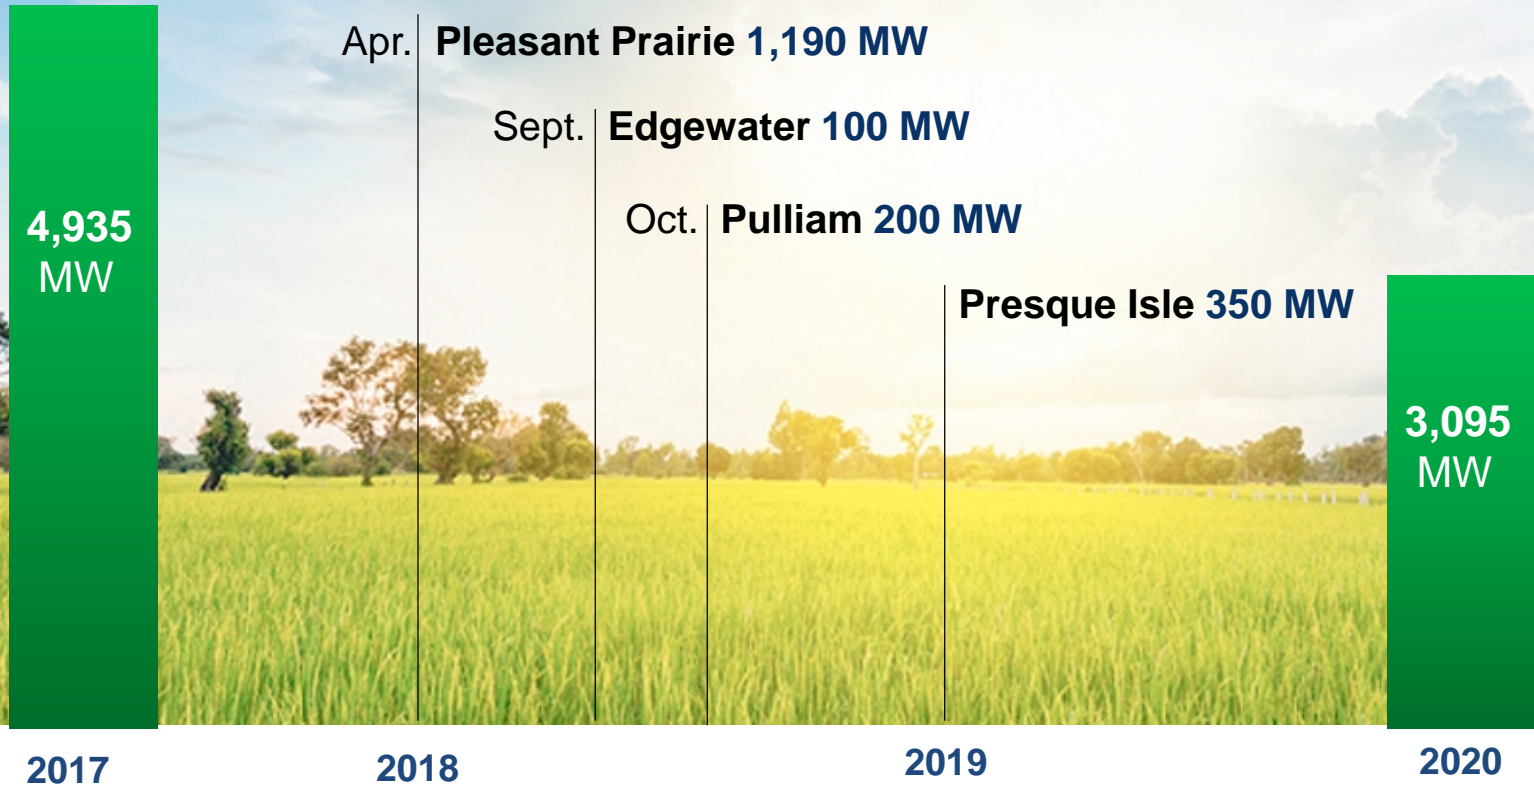 Apr. Pleasant Prairie 1,190 MW
Sept. Edgewater 100 MW
Oct. Pulliam 200 MW
Presque Isle 350 MW
4,935
MW
3,095
MW
2017
2018
2019
2020